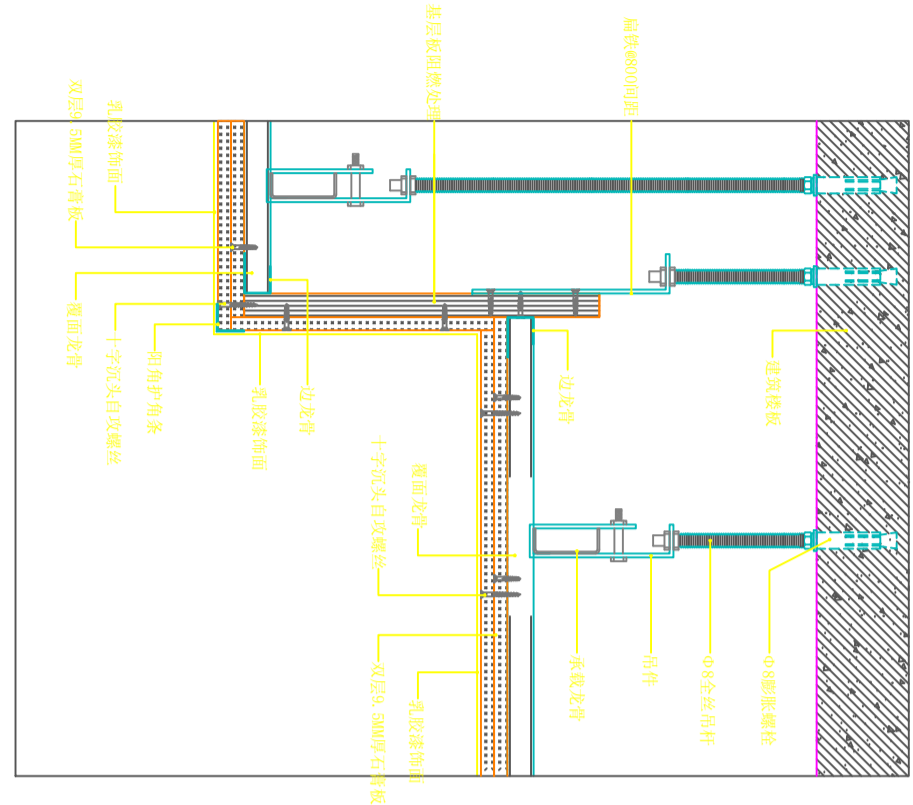 建筑楼板
Φ8膨胀螺栓
Φ8全丝吊杆
吊件
扁铁@800间距
承载龙骨
边龙骨
基层板阻燃处理
覆面龙骨
乳胶漆饰面
十字沉头自攻螺丝
双层9.5MM厚石膏板
边龙骨
乳胶漆饰面
阳角护角条
乳胶漆饰面
十字沉头自攻螺丝
双层9.5MM厚石膏板
覆面龙骨